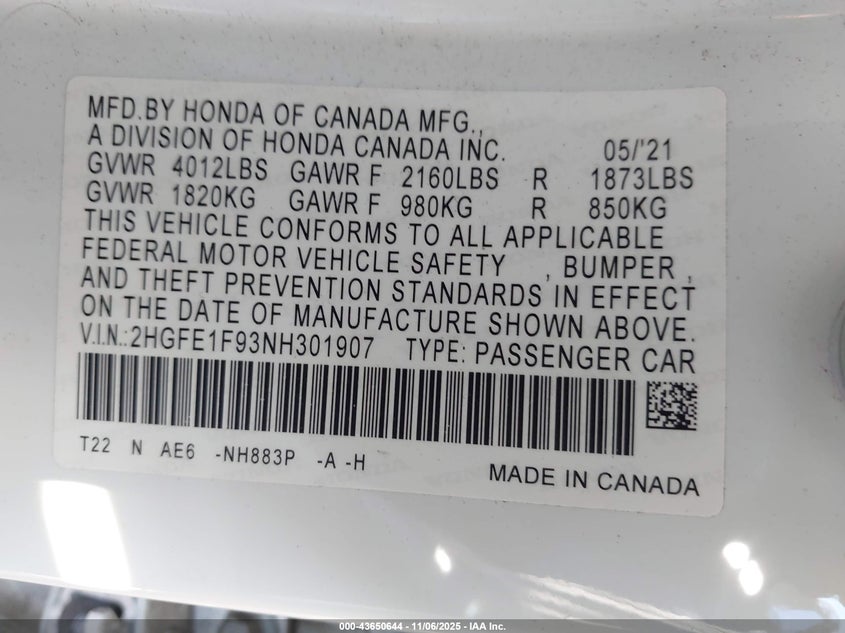 MFD.BY HONDA OF CANADA MFG.,
A DIVISION OF HONDA CANADA INC. 05/'21
GVWR 4012LBS GAWR F 2160LBS R 1873LBS
GVWR 1820KG GAWR F 980KG R 850KG
THIS VEHICLE CONFORMS TO ALL APPLICABLE
FEDERAL MOTOR VEHICLE SAFETY , BUMPER ,
AND THEFT PREVENTION STANDARDS IN EFFECT
ON THE DATE OF MANUFACTURE SHOWN ABOVE.
V.I.N.:2HGFE1F93NH301907 TYPE: PASSENGER CAR
T22 N AE6 -NH883P -A -H
MADE IN CANADA
000-43650644 - 11/06/2025 - IAA Inc.